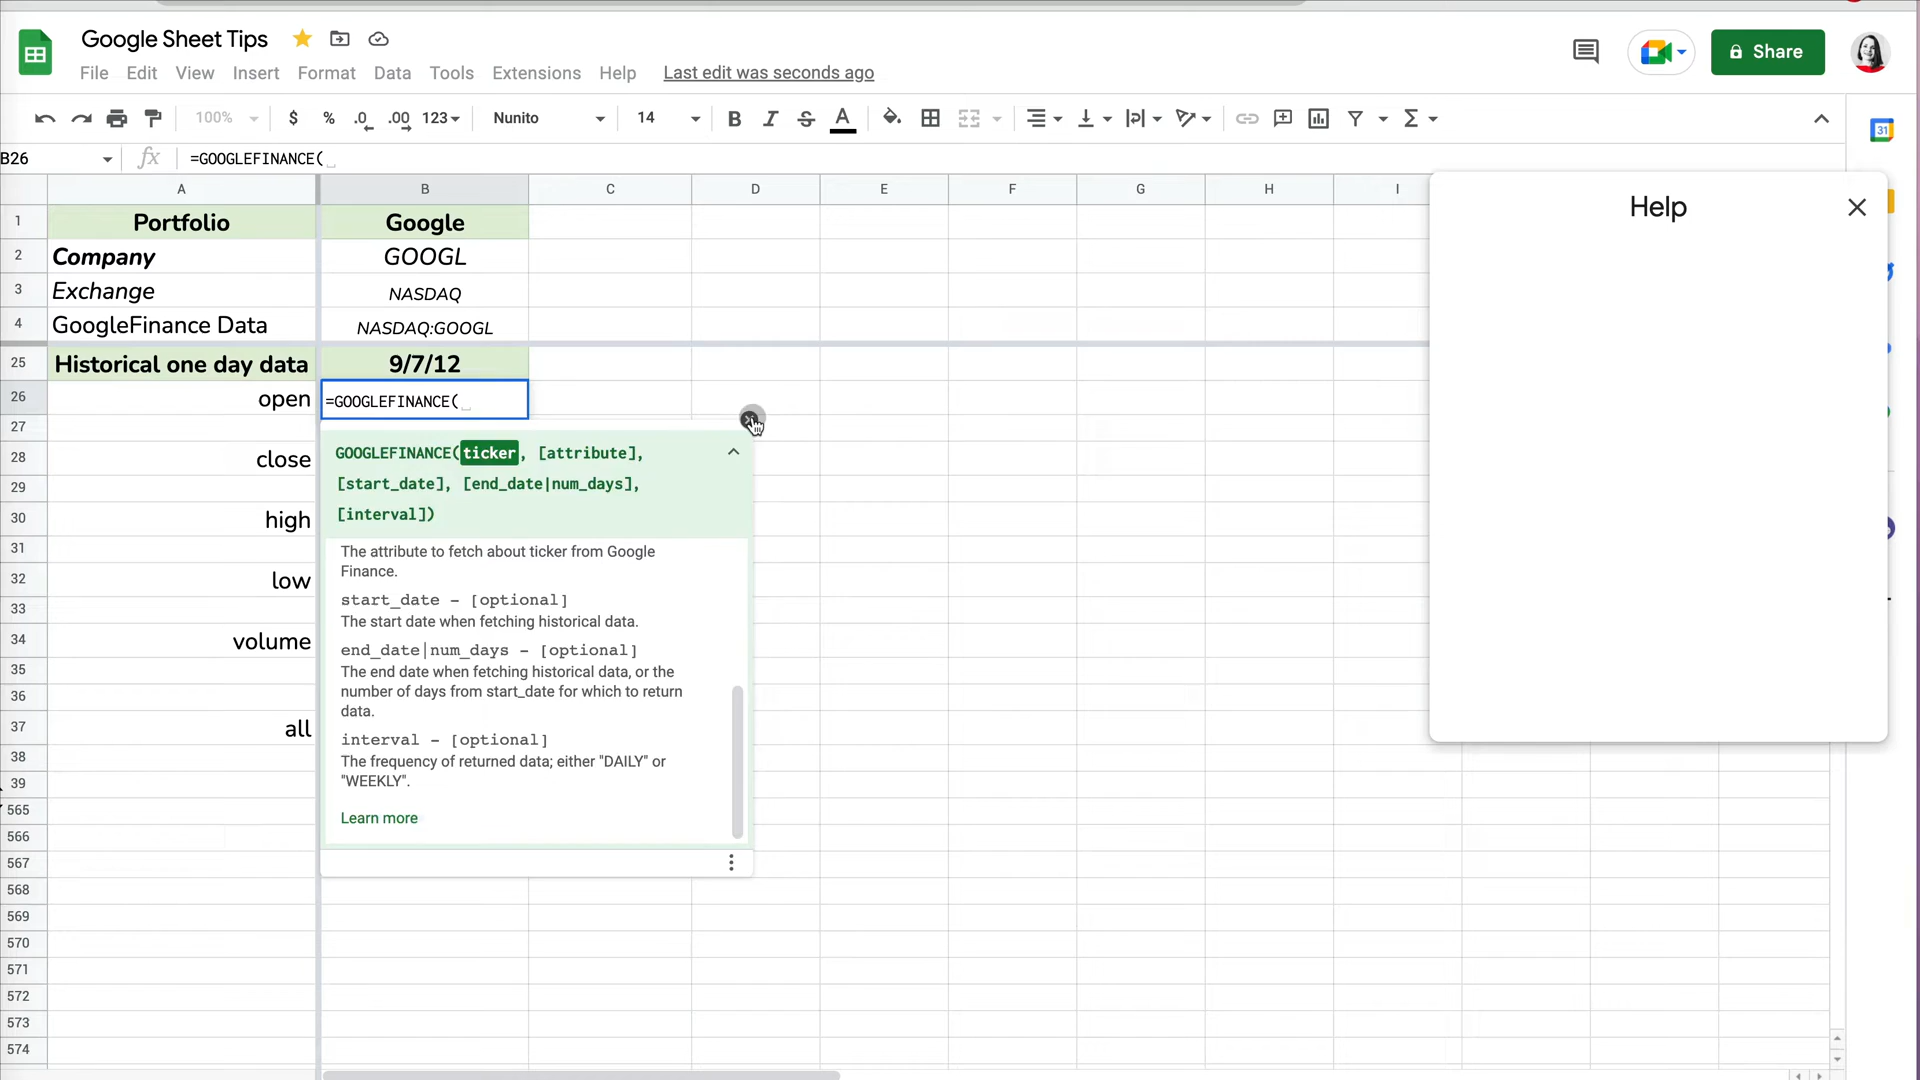 Google Sheet Tips
File Edit View Insert Format Data Tools Extensions Help Last edit was seconds ago
Share
100% $ % .0 .00 123 Nunito 14 B I S A
B26 fx =GOOGLEFINANCE(
31
A B C D E F G H I
1 Portfolio Google
2 Company GOOGL
3 Exchange NASDAQ
4 GoogleFinance Data NASDAQ:GOOGL
25 Historical one day data 9/7/12
26 open =GOOGLEFINANCE(
27
28 close
29
30 high
31
32 low
33
34 volume
35
36
37 all
38
39
565
566
567
568
569
570
571
572
573
574
GOOGLEFINANCE(ticker, [attribute],
[start_date], [end_date|num_days],
[interval])
The attribute to fetch about ticker from Google
Finance.
start_date - [optional]
The start date when fetching historical data.
end_date|num_days - [optional]
The end date when fetching historical data, or the
number of days from start_date for which to return
data.
interval - [optional]
The frequency of returned data; either "DAILY" or
"WEEKLY".
Learn more
Help